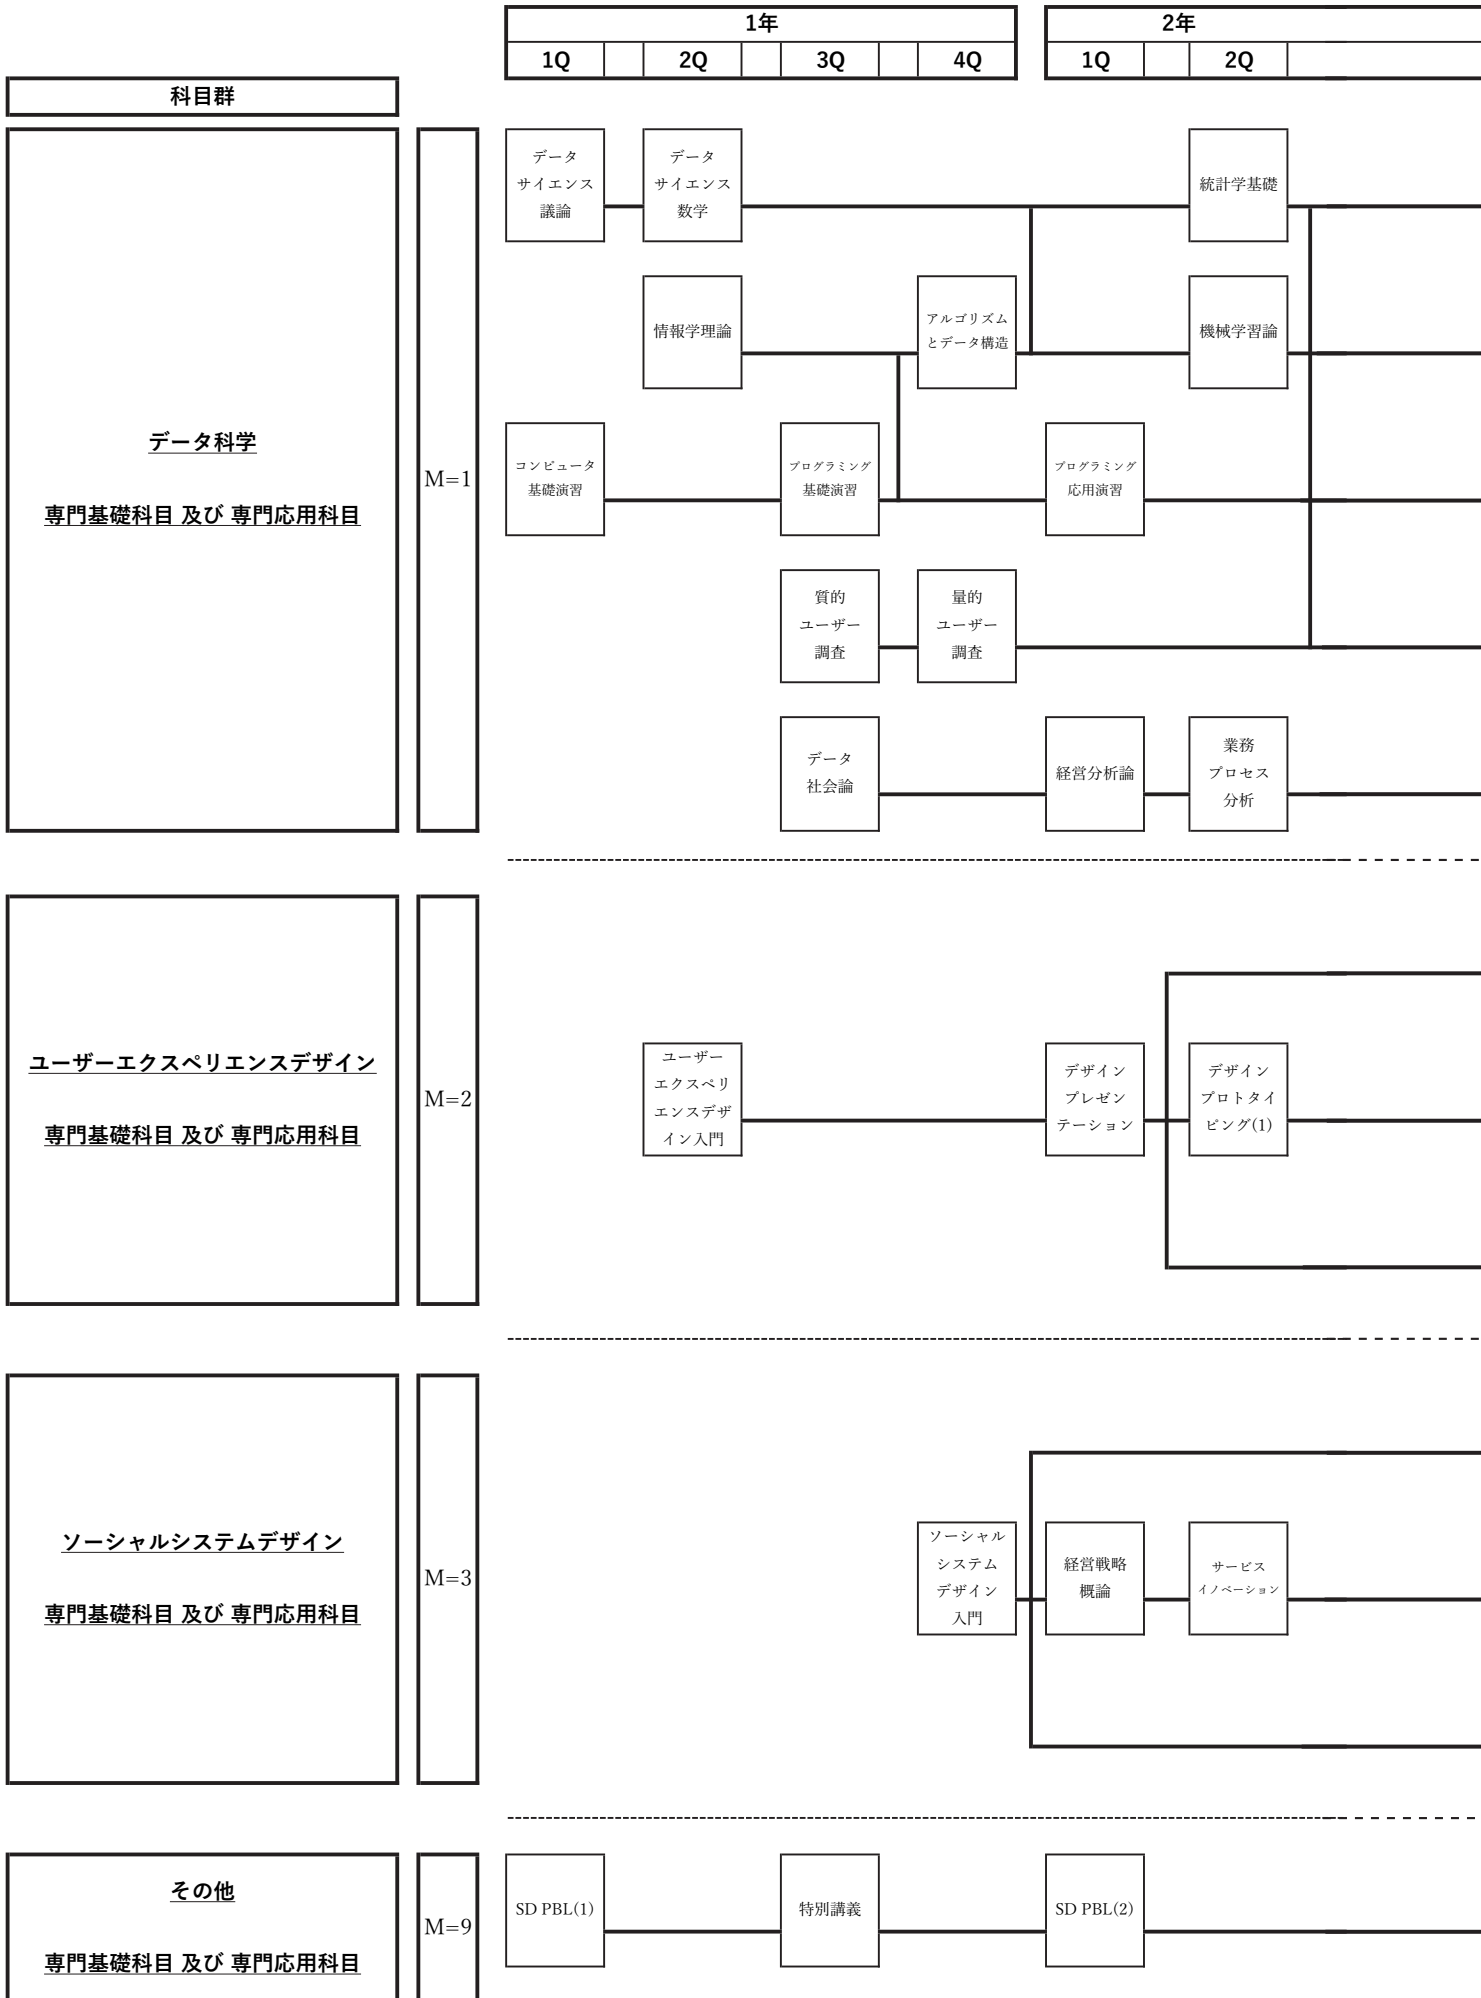 1年
2年
1Q
2Q
3Q
4Q
1Q
2Q
科目群
データ科学
専門基礎科目 及び 専門応用科目
M=1
データ
サイエンス
議論
データ
サイエンス
数学
統計学基礎
情報学理論
アルゴリズム
とデータ構造
機械学習論
コンピュータ
基礎演習
プログラミング
基礎演習
プログラミング
応用演習
質的
ユーザー
調査
量的
ユーザー
調査
データ
社会論
経営分析論
業務
プロセス
分析
ユーザーエクスペリエンスデザイン
専門基礎科目 及び 専門応用科目
M=2
ユーザー
エクスペリ
エンスデザ
イン入門
デザイン
プレゼン
テーション
デザイン
プロトタイ
ピング(1)
ソーシャルシステムデザイン
専門基礎科目 及び 専門応用科目
M=3
ソーシャル
システム
デザイン
入門
経営戦略
概論
サービス
イノベーション
その他
専門基礎科目 及び 専門応用科目
M=9
SD PBL(1)
特別講義
SD PBL(2)